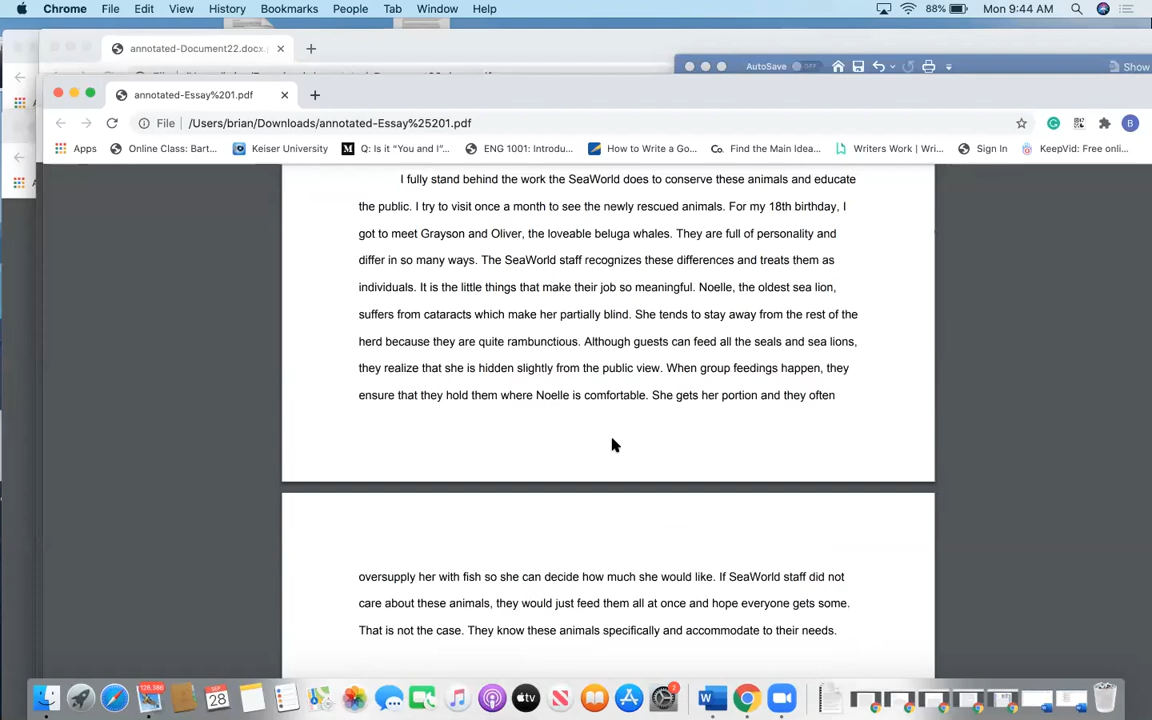 Chrome File Edit View History Bookmarks People Tab Window Help 88% Mon 9:44 AM
annotated-Document22.docx.
AutoSave OFF Show
annotated-Essay%201.pdf
File /Users/brian/Downloads/annotated-Essay%25201.pdf B
Apps Online Class: Bart... Keiser University M Q: Is it “You and I”... ENG 1001: Introdu... How to Write a Go... Co. Find the Main Idea... Writers Work | Wri... Sign In KeepVid: Free onli...
I fully stand behind the work the SeaWorld does to conserve these animals and educate
the public. I try to visit once a month to see the newly rescued animals. For my 18th birthday, I
got to meet Grayson and Oliver, the loveable beluga whales. They are full of personality and
differ in so many ways. The SeaWorld staff recognizes these differences and treats them as
individuals. It is the little things that make their job so meaningful. Noelle, the oldest sea lion,
suffers from cataracts which make her partially blind. She tends to stay away from the rest of the
herd because they are quite rambunctious. Although guests can feed all the seals and sea lions,
they realize that she is hidden slightly from the public view. When group feedings happen, they
ensure that they hold them where Noelle is comfortable. She gets her portion and they often
oversupply her with fish so she can decide how much she would like. If SeaWorld staff did not
care about these animals, they would just feed them all at once and hope everyone gets some.
That is not the case. They know these animals specifically and accommodate to their needs.
SEP 28 tv W 2